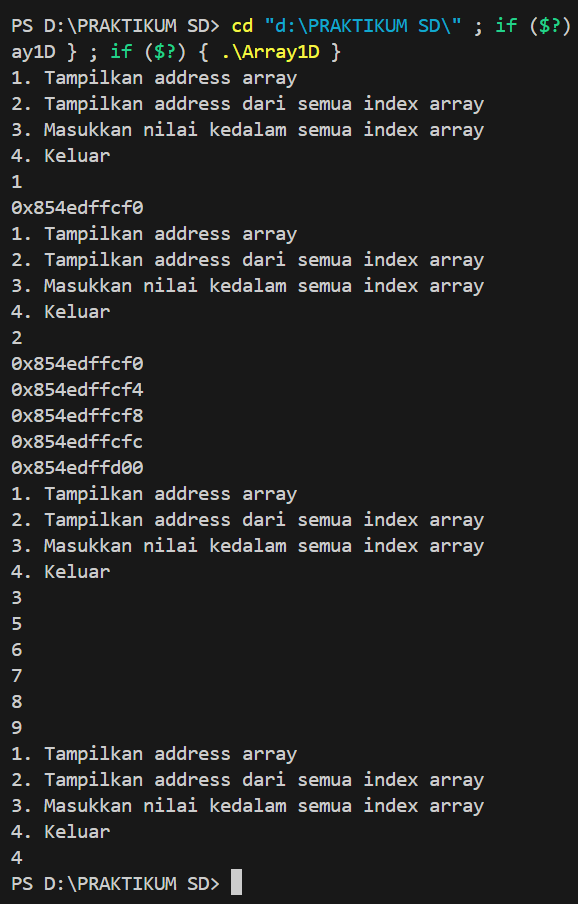 PS D:\PRAKTIKUM SD> cd "d:\PRAKTIKUM SD\" ; if ($?)
ay1D } ; if ($?) { .\Array1D }
1. Tampilkan address array
2. Tampilkan address dari semua index array
3. Masukkan nilai kedalam semua index array
4. Keluar
1
0x854edffcf0
1. Tampilkan address array
2. Tampilkan address dari semua index array
3. Masukkan nilai kedalam semua index array
4. Keluar
2
0x854edffcf0
0x854edffcf4
0x854edffcf8
0x854edffcfc
0x854edffd00
1. Tampilkan address array
2. Tampilkan address dari semua index array
3. Masukkan nilai kedalam semua index array
4. Keluar
3
5
6
7
8
9
1. Tampilkan address array
2. Tampilkan address dari semua index array
3. Masukkan nilai kedalam semua index array
4. Keluar
4
PS D:\PRAKTIKUM SD>